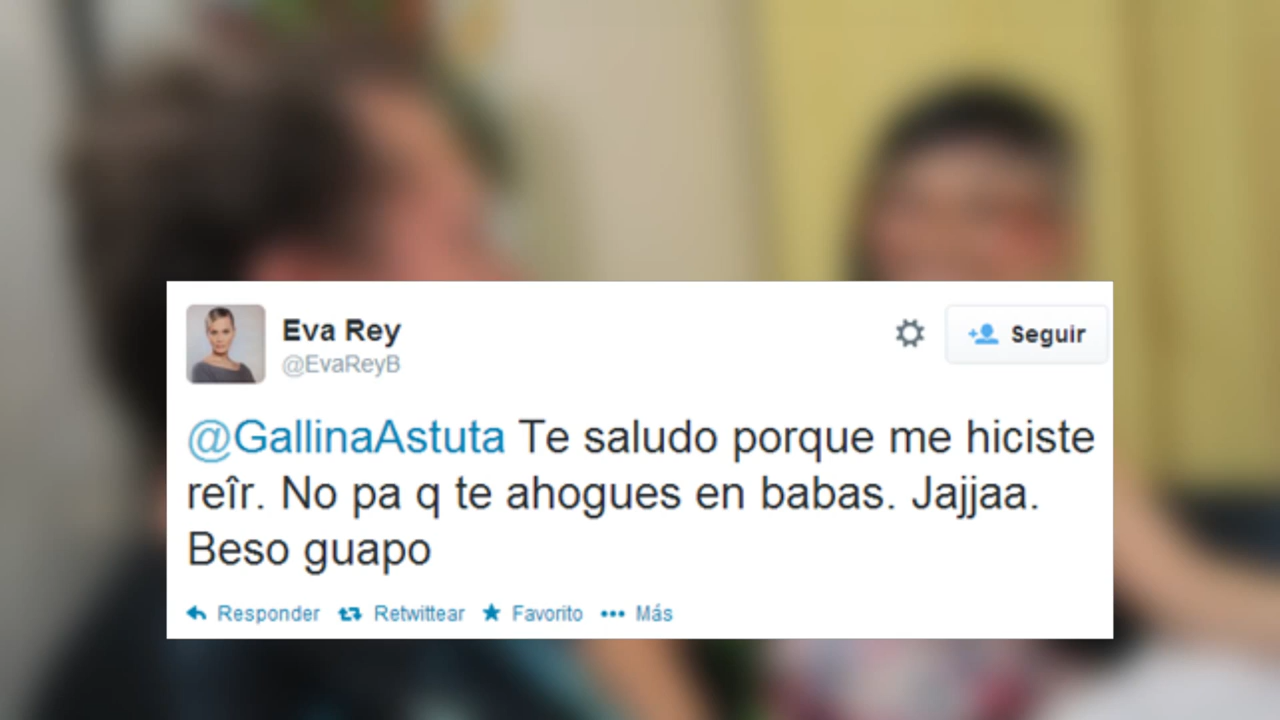 Eva Rey
@EvaReyB
Seguir
@GallinaAstuta Te saludo porque me hiciste
reîr. No pa q te ahogues en babas. Jajjaa.
Beso guapo
Responder Retwittear Favorito Más